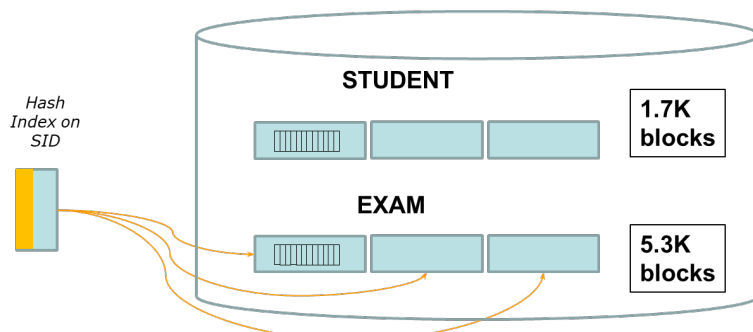 STUDENT
Hash
Index on
SID
1.7K
blocks
EXAM
5.3K
blocks